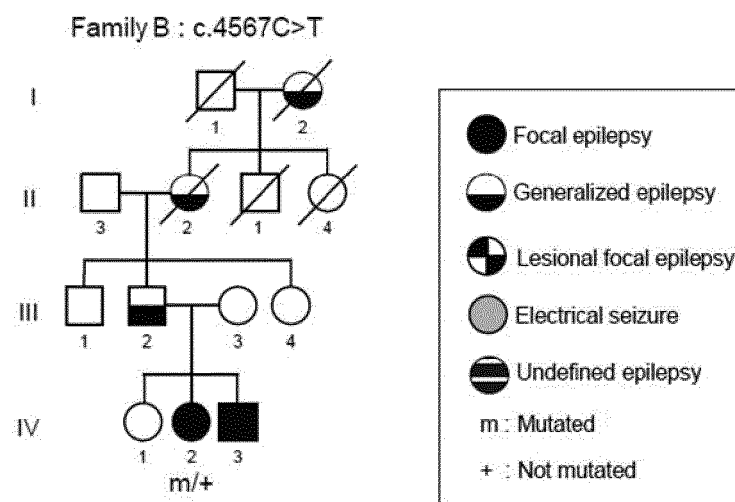 Family B : c.4567C>T
I
1 2
II
3 2 1 4
III
1 2 3 4
IV
1 2 3
m/+
Focal epilepsy
Generalized epilepsy
Lesional focal epilepsy
Electrical seizure
Undefined epilepsy
m : Mutated
+ : Not mutated